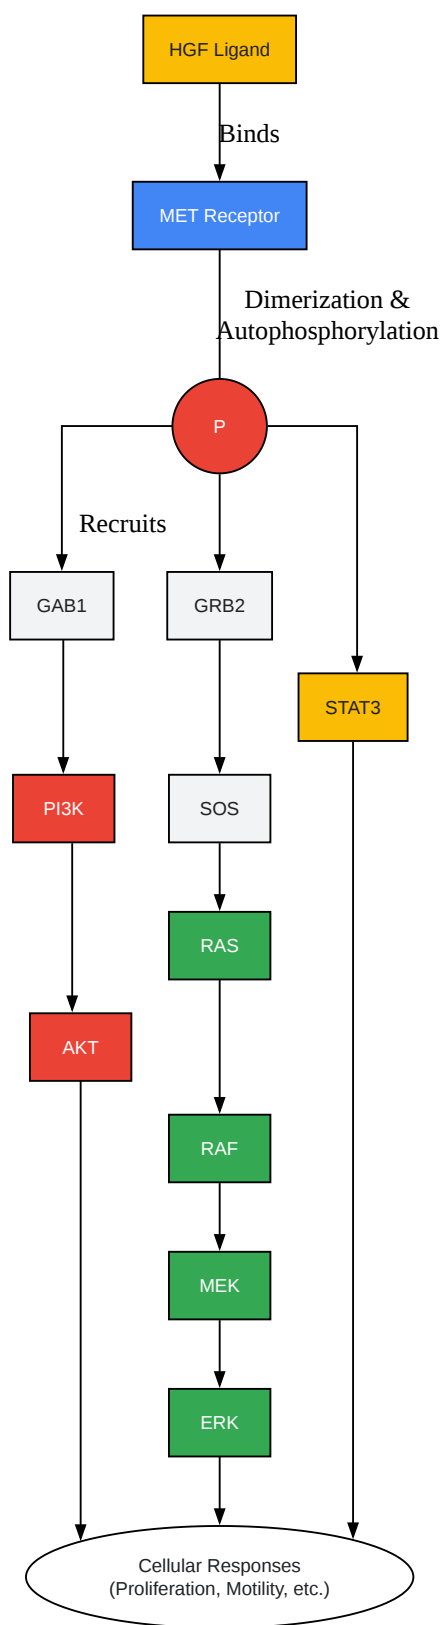 HGF Ligand
Binds
MET Receptor
Dimerization &
Autophosphorylation
P
Recruits
GAB1
GRB2
STAT3
PI3K
SOS
RAS
AKT
RAF
MEK
ERK
Cellular Responses
(Proliferation, Motility, etc.)